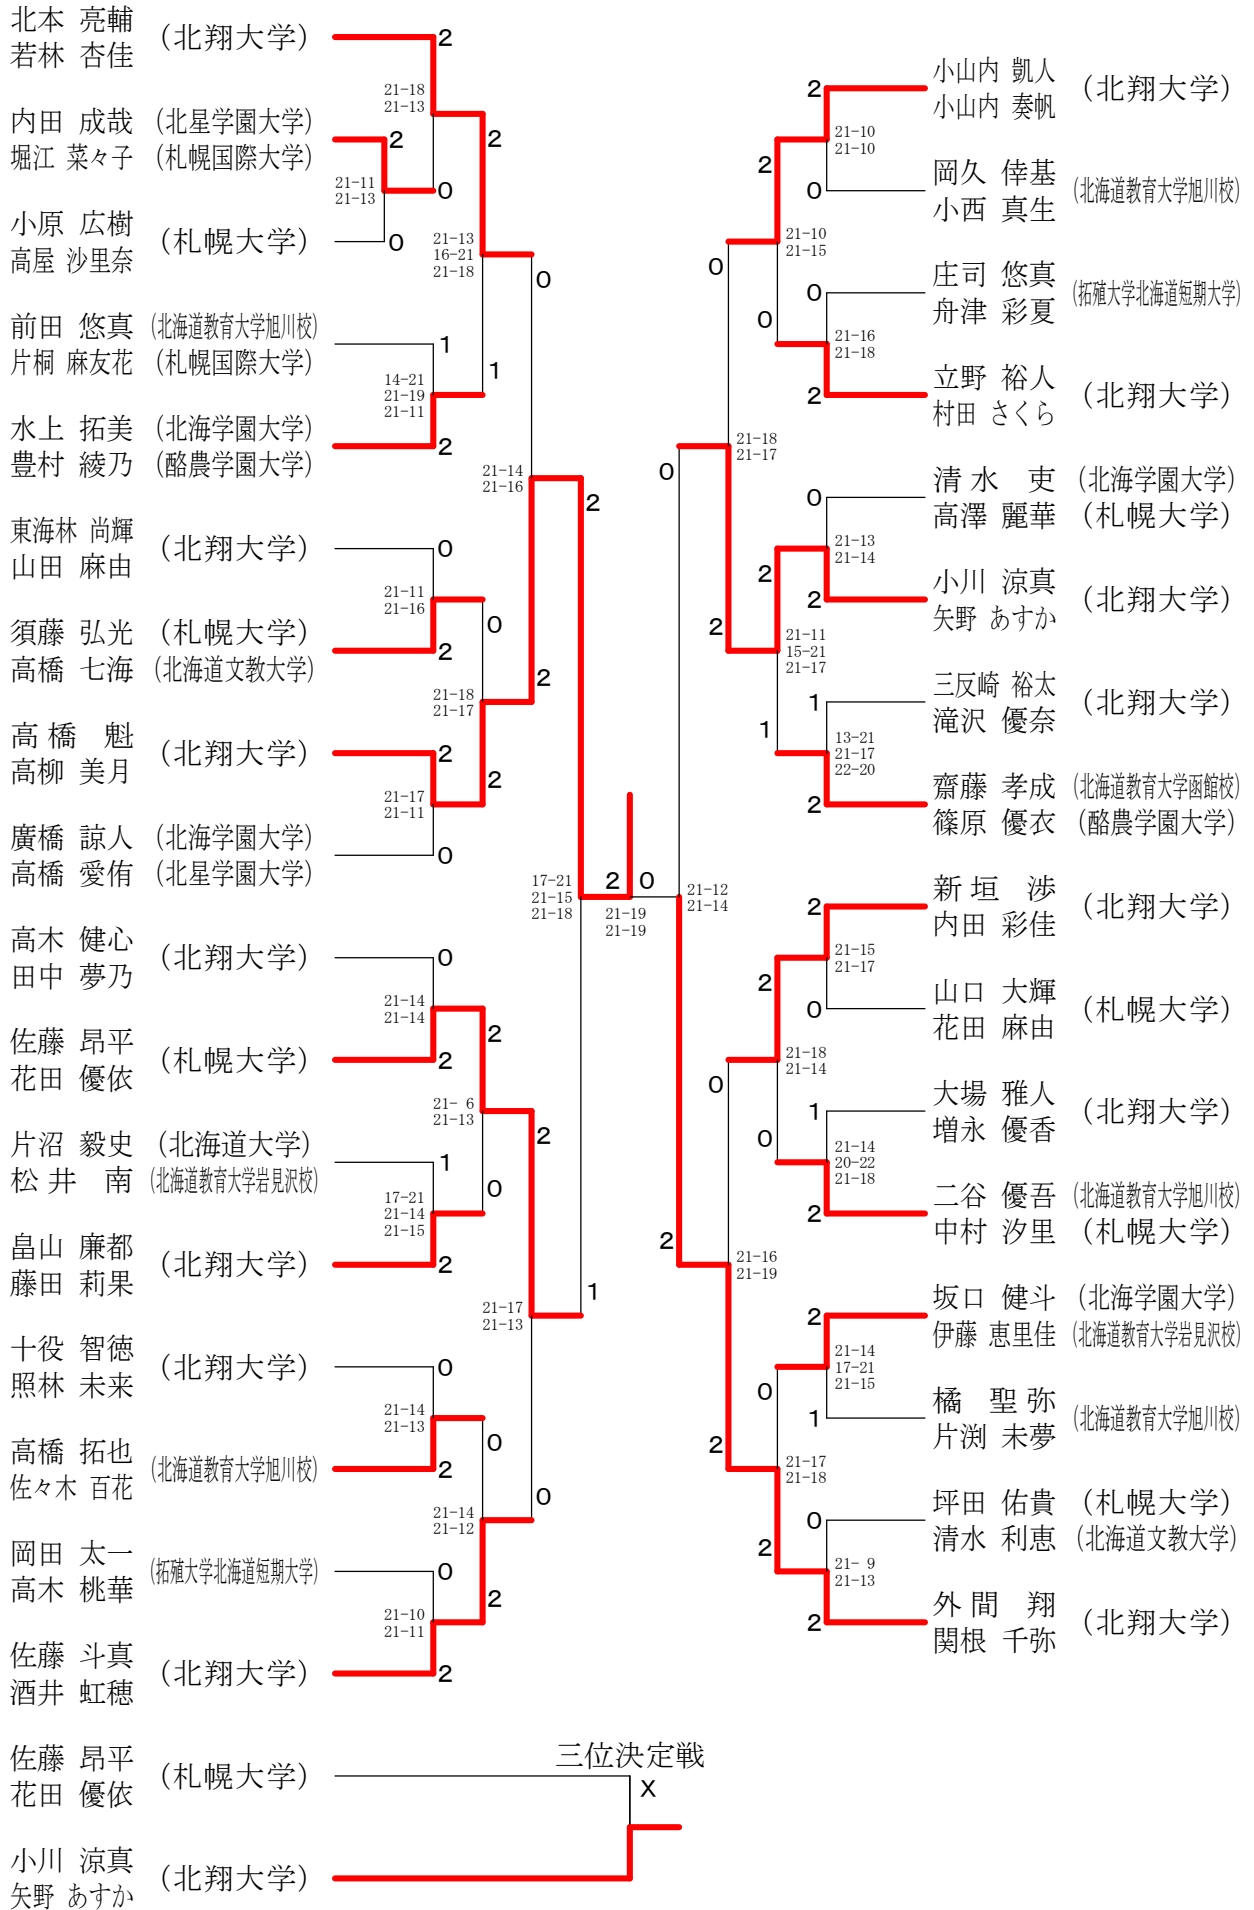 北本 亮輔
若林 杏佳
(北翔大学)
2
21-18
21-13
内田 成哉 (北星学園大学)
堀江 菜々子 (札幌国際大学)
2
2
21-11
21-13
0
小原 広樹
高屋 沙里奈
(札幌大学)
0
21-13
16-21
21-18
0
前田 悠真 (北海道教育大学旭川校)
片桐 麻友花 (札幌国際大学)
1
14-21
21-19
21-11
1
水上 拓美 (北海学園大学)
豊村 綾乃 (酪農学園大学)
2
21-14
21-16
2
東海林 尚輝
山田 麻由
(北翔大学)
0
21-11
21-16
0
須藤 弘光 (札幌大学)
高橋 七海 (北海道文教大学)
2
2
21-18
21-17
高橋 魁
高柳 美月
(北翔大学)
2
2
21-17
21-11
廣橋 諒人 (北海学園大学)
高橋 愛侑 (北星学園大学)
0
17-21
21-15
21-18
2 0
21-19
21-19
高木 健心
田中 夢乃
(北翔大学)
0
21-14
21-14
2
佐藤 昂平
花田 優依
(札幌大学)
2
21- 6
21-13
2
片沼 毅史 (北海道大学)
松井 南 (北海道教育大学岩見沢校)
1
17-21
21-14
21-15
0
畠山 廉都
藤田 莉果
(北翔大学)
2
1
21-17
21-13
十役 智徳
照林 未来
(北翔大学)
0
21-14
21-13
0
高橋 拓也
佐々木 百花
(北海道教育大学旭川校)
2
0
21-14
21-12
岡田 太一
高木 桃華
(拓殖大学北海道短期大学)
0
2
21-10
21-11
佐藤 斗真
酒井 虹穂
(北翔大学)
2
小山内 凱人
小山内 奏帆
(北翔大学)
2
21-10
21-10
2
岡久 倖基
小西 真生
(北海道教育大学旭川校)
0
21-10
21-15
0
庄司 悠真
舟津 彩夏
(拓殖大学北海道短期大学)
0
0
21-16
21-18
立野 裕人
村田 さくら
(北翔大学)
2
21-18
21-17
0
清水 吏 (北海学園大学)
高澤 麗華 (札幌大学)
0
21-13
21-14
2
小川 涼真
矢野 あすか
(北翔大学)
2
2
21-11
15-21
21-17
三反崎 裕太
滝沢 優奈
(北翔大学)
1
1
13-21
21-17
22-20
齋藤 孝成 (北海道教育大学函館校)
篠原 優衣 (酪農学園大学)
2
21-12
21-14
新垣 渉
内田 彩佳
(北翔大学)
2
21-15
21-17
2
山口 大輝
花田 麻由
(札幌大学)
0
21-18
21-14
0
大場 雅人
増永 優香
(北翔大学)
1
0
21-14
20-22
21-18
二谷 優吾 (北海道教育大学旭川校)
中村 汐里 (札幌大学)
2
2
21-16
21-19
坂口 健斗 (北海学園大学)
伊藤 恵里佳 (北海道教育大学岩見沢校)
2
21-14
17-21
21-15
0
橘 聖弥
片渕 未夢
(北海道教育大学旭川校)
1
2
21-17
21-18
坪田 佑貴 (札幌大学)
清水 利恵 (北海道文教大学)
0
2
21- 9
21-13
外間 翔
関根 千弥
(北翔大学)
2
三位決定戦
佐藤 昂平
花田 優依
(札幌大学)
X
小川 涼真
矢野 あすか
(北翔大学)